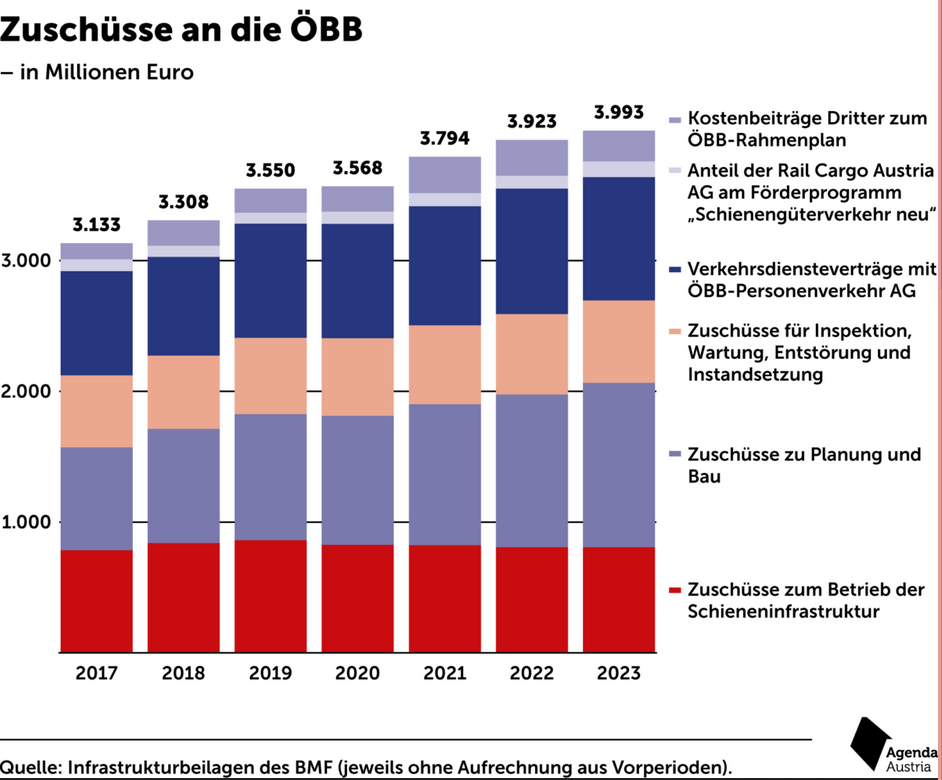 Zuschüsse an die ÖBB
– in Millionen Euro
3.133
3.308
3.550
3.568
3.794
3.923
3.993
3.000
2.000
1.000
2017 2018 2019 2020 2021 2022 2023
Kostenbeiträge Dritter zum
ÖBB-Rahmenplan
Anteil der Rail Cargo Austria
AG am Förderprogramm
„Schienengüterverkehr neu“
Verkehrsdiensteverträge mit
ÖBB-Personenverkehr AG
Zuschüsse für Inspektion,
Wartung, Entstörung und
Instandsetzung
Zuschüsse zu Planung und
Bau
Zuschüsse zum Betrieb der
Schieneninfrastruktur
Quelle: Infrastrukturbeilagen des BMF (jeweils ohne Aufrechnung aus Vorperioden).
Agenda
Austria